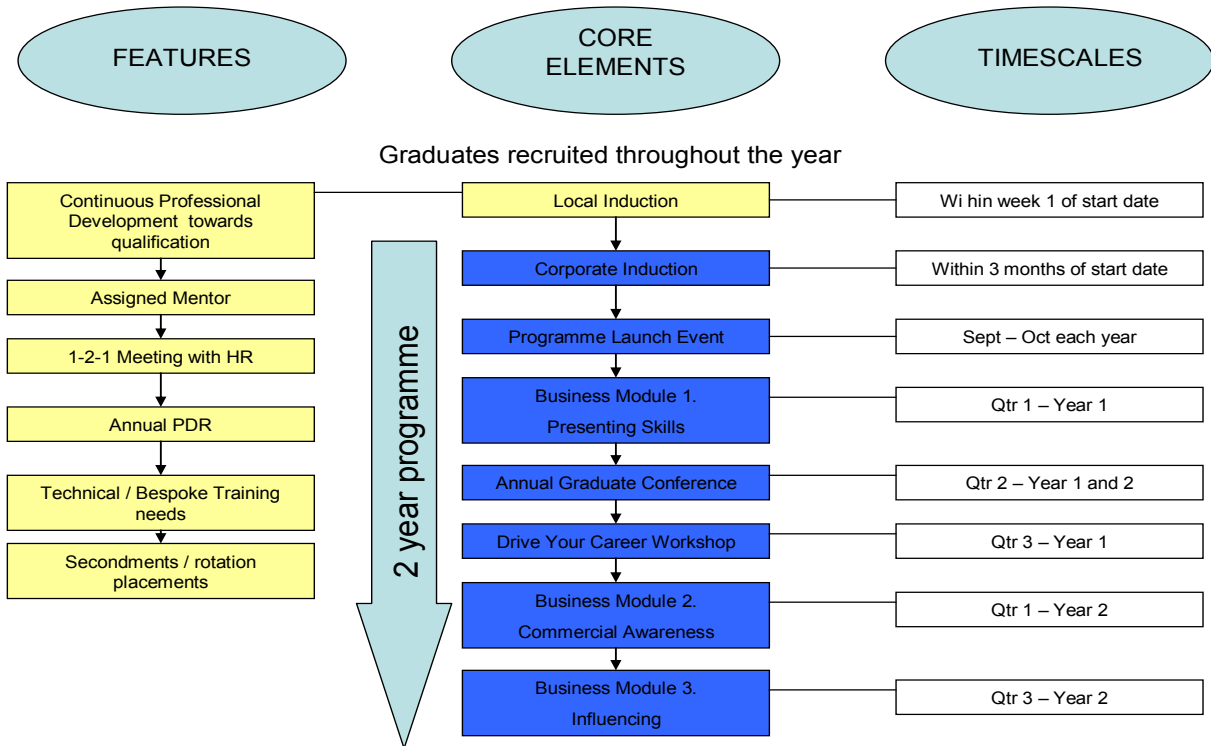 FEATURES
CORE
ELEMENTS
TIMESCALES
Graduates recruited throughout the year
Continuous Professional
Development towards
qualification
Assigned Mentor
1-2-1 Meeting with HR
Annual PDR
Technical / Bespoke Training
needs
Secondments / rotation
placements
2 year programme
Local Induction
Corporate Induction
Programme Launch Event
Business Module 1.
Presenting Skills
Annual Graduate Conference
Drive Your Career Workshop
Business Module 2.
Commercial Awareness
Business Module 3.
Influencing
Wi hin week 1 of start date
Within 3 months of start date
Sept – Oct each year
Qtr 1 – Year 1
Qtr 2 – Year 1 and 2
Qtr 3 – Year 1
Qtr 1 – Year 2
Qtr 3 – Year 2